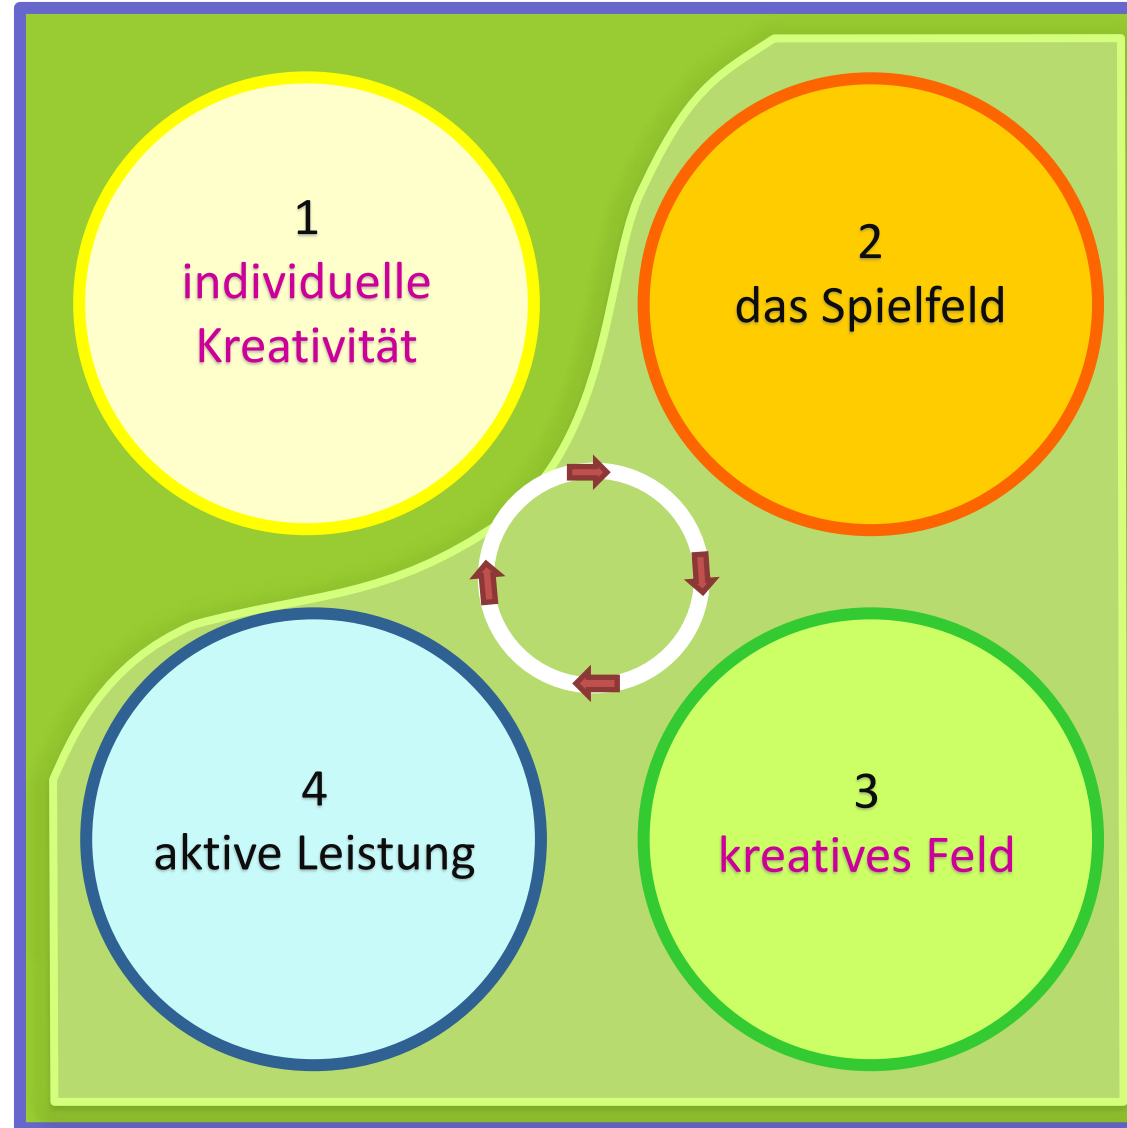 1
individuelle
Kreativität
2
das Spielfeld
4
aktive Leistung
3
kreatives Feld